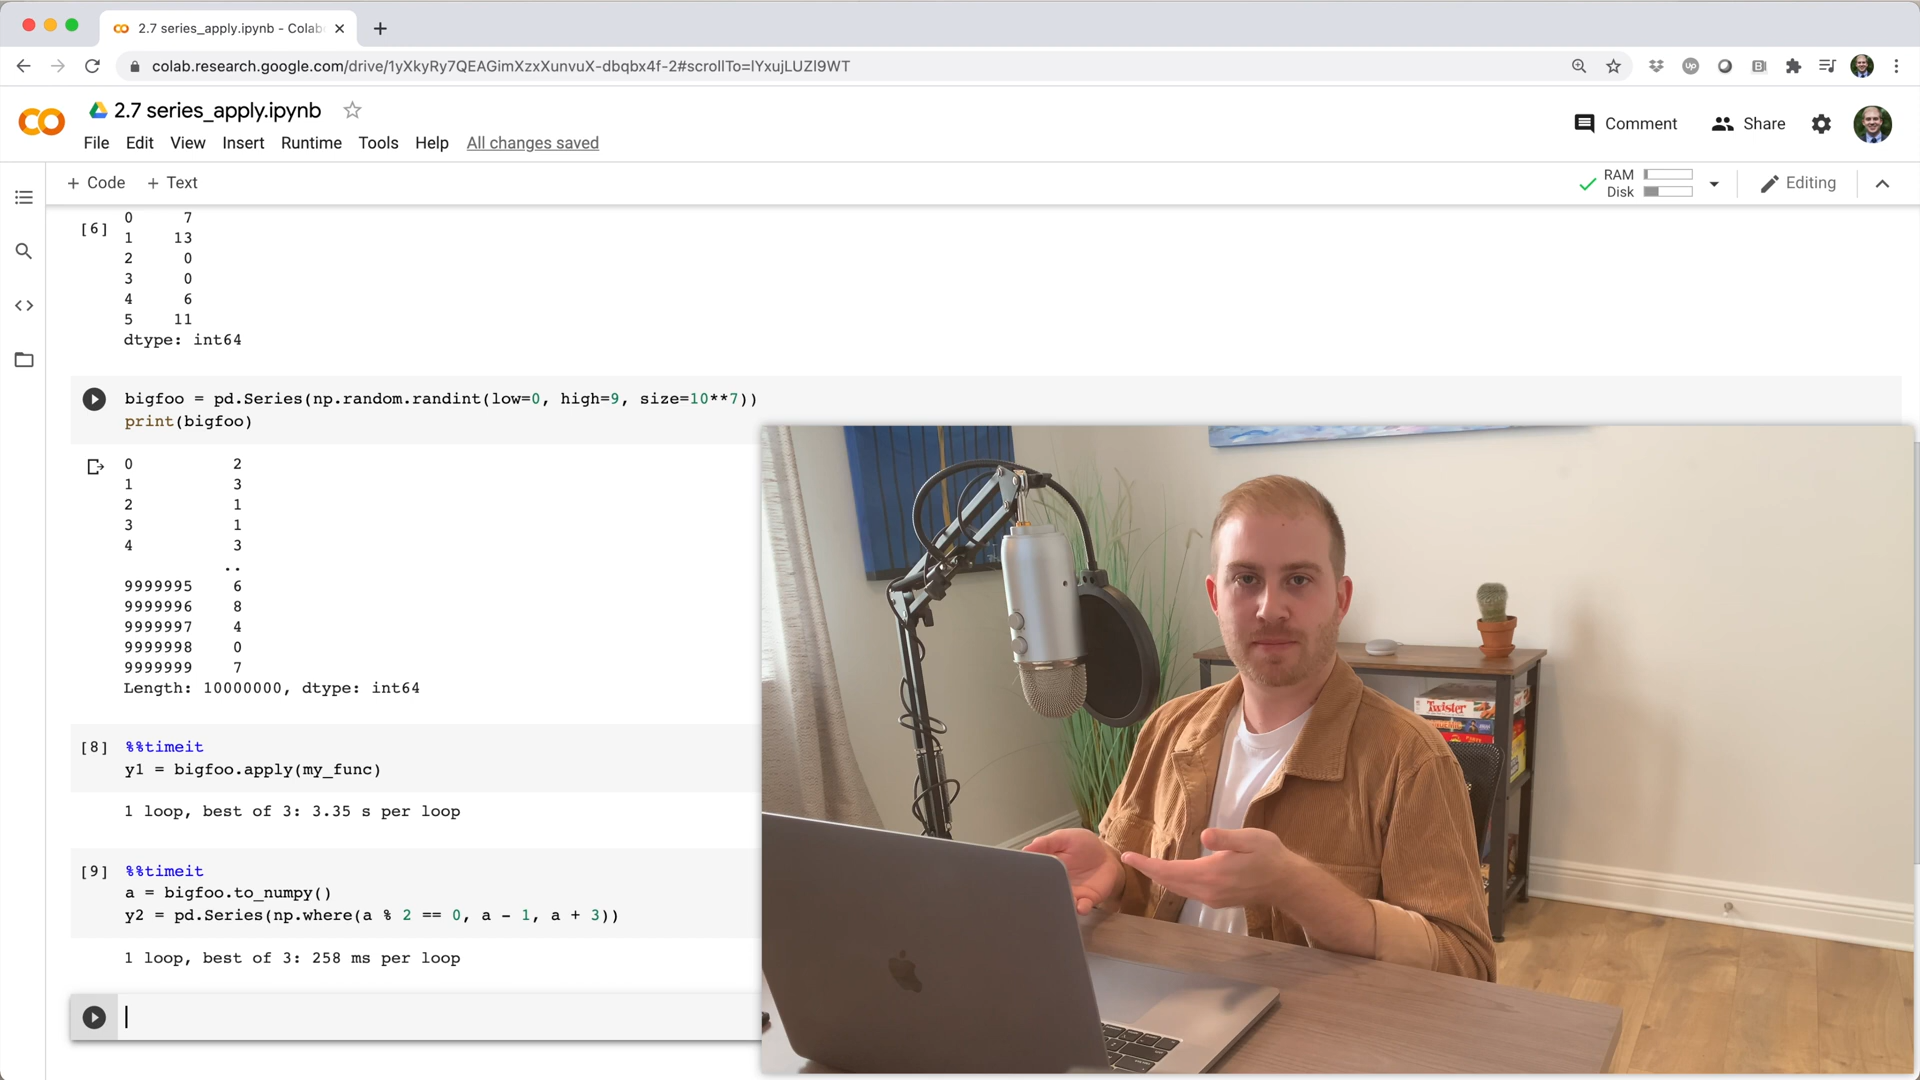 2.7 series_apply.ipynb - Colab
colab.research.google.com/drive/1yXkyRy7QEAGimXzxXunvuX-dbqbx4f-2#scrollTo=lYxujLUZl9WT
2.7 series_apply.ipynb
File Edit View Insert Runtime Tools Help All changes saved
Comment Share
+ Code + Text
RAM
Disk
Editing
[6]
0 7
1 13
2 0
3 0
4 6
5 11
dtype: int64
bigfoo = pd.Series(np.random.randint(low=0, high=9, size=10**7))
print(bigfoo)
0 2
1 3
2 1
3 1
4 3
..
9999995 6
9999996 8
9999997 4
9999998 0
9999999 7
Length: 10000000, dtype: int64
[8] %%timeit
y1 = bigfoo.apply(my_func)
1 loop, best of 3: 3.35 s per loop
[9] %%timeit
a = bigfoo.to_numpy()
y2 = pd.Series(np.where(a % 2 == 0, a - 1, a + 3))
1 loop, best of 3: 258 ms per loop
Twister